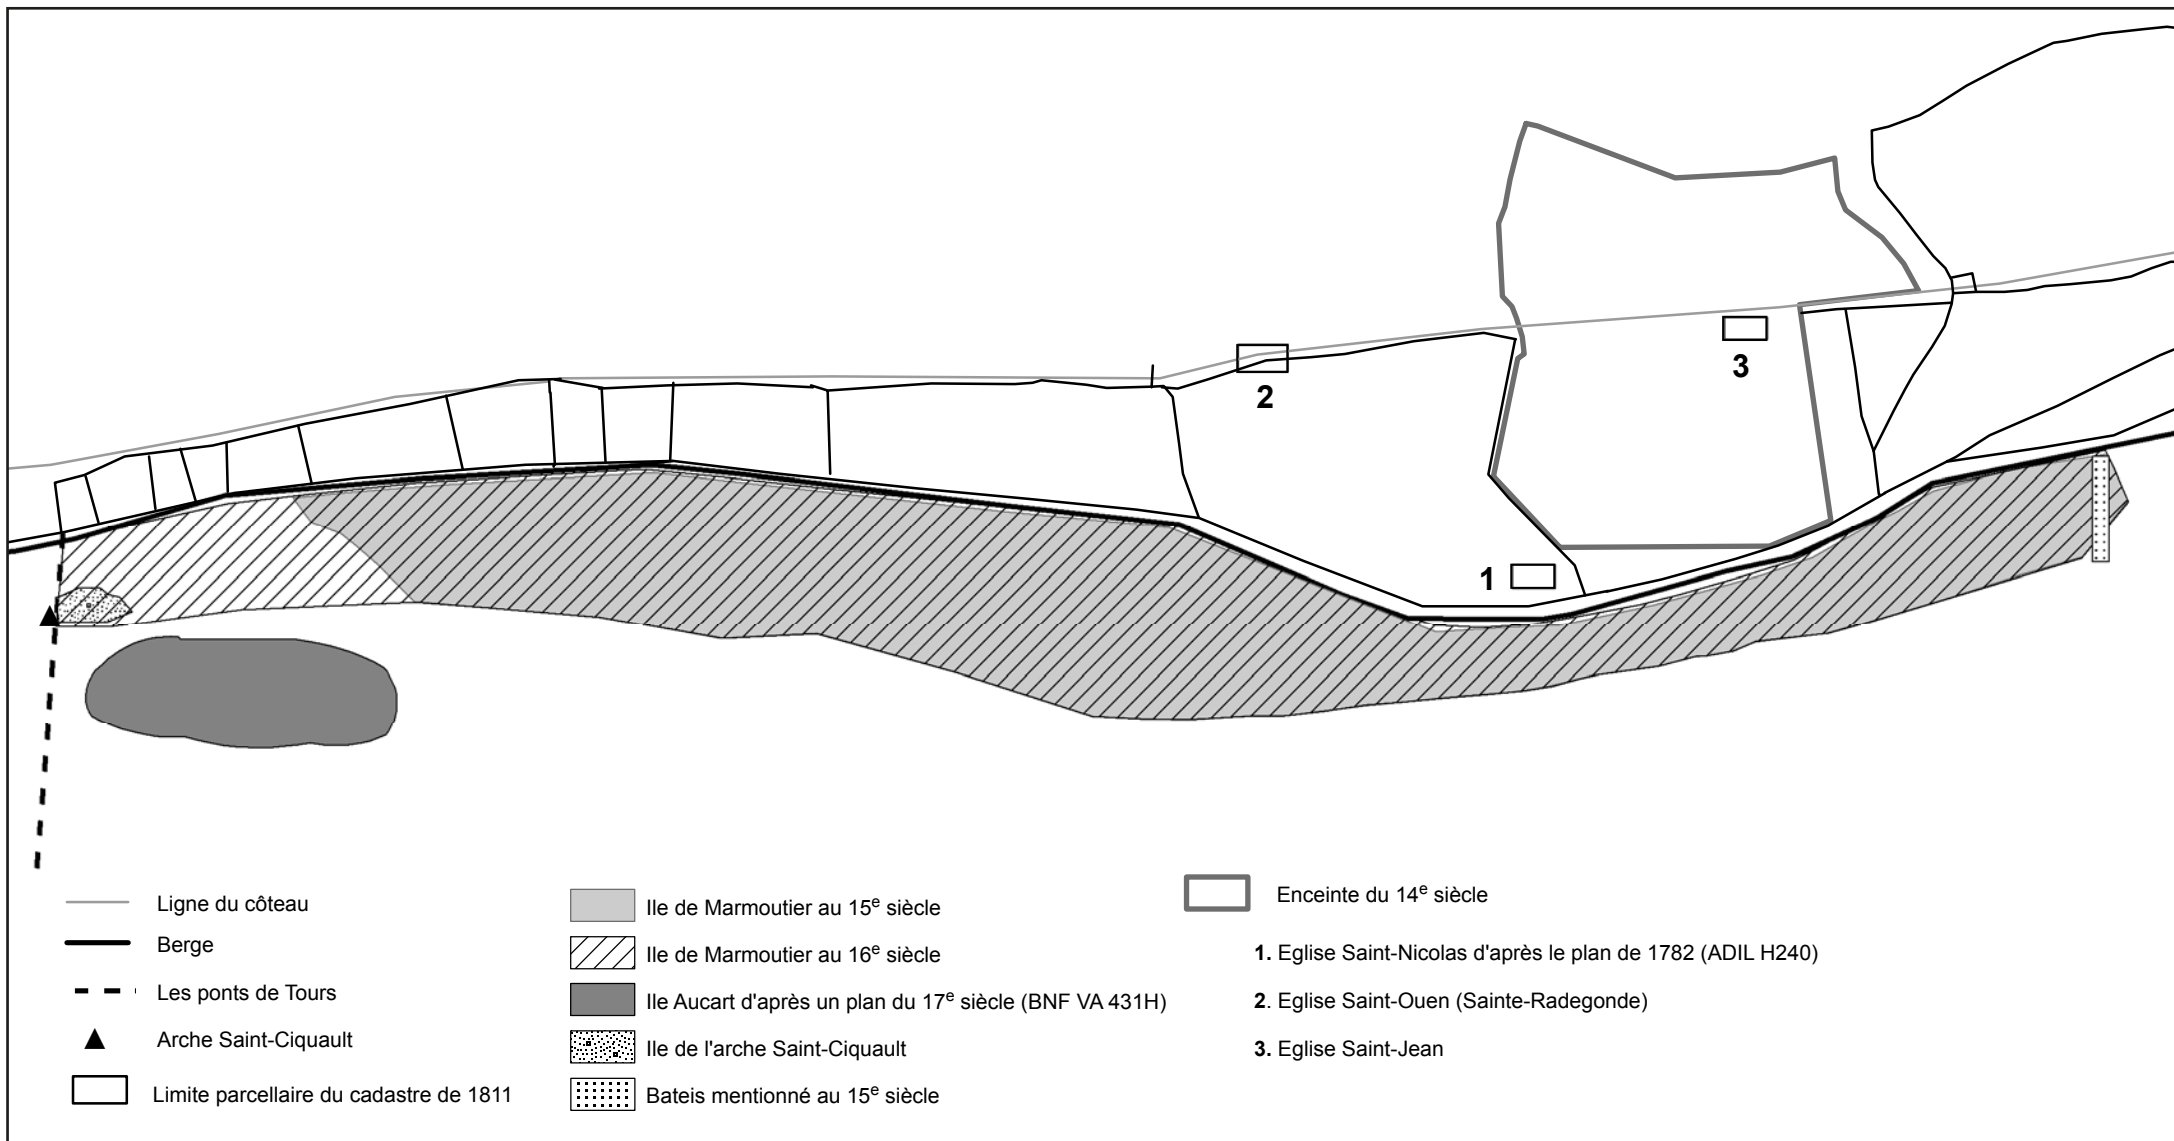 2
3
1
Ligne du côteau
Berge
Les ponts de Tours
Arche Saint-Ciquault
Limite parcellaire du cadastre de 1811
Ile de Marmoutier au 15e siècle
Ile de Marmoutier au 16e siècle
Ile Aucart d'après un plan du 17e siècle (BNF VA 431H)
Ile de l'arche Saint-Ciquault
Bateis mentionné au 15e siècle
Enceinte du 14e siècle
1. Eglise Saint-Nicolas d'après le plan de 1782 (ADIL H240)
2. Eglise Saint-Ouen (Sainte-Radegonde)
3. Eglise Saint-Jean